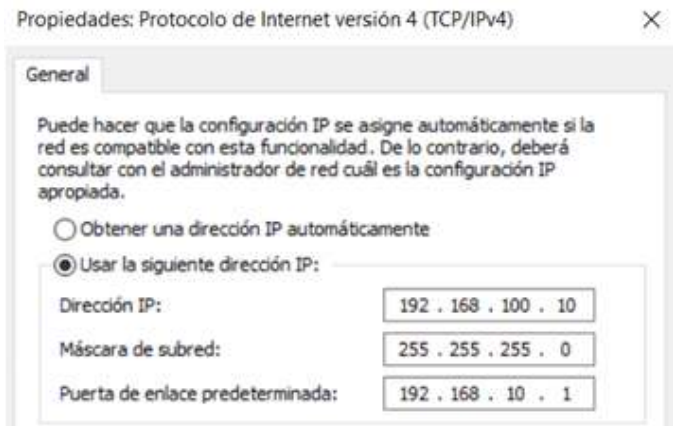 Propiedades: Protocolo de Internet versión 4 (TCP/IPv4)
General
Puede hacer que la configuración IP se asigne automáticamente si la
red es compatible con esta funcionalidad. De lo contrario, deberá
consultar con el administrador de red cuál es la configuración IP
apropiada.
Obtener una dirección IP automáticamente
Usar la siguiente dirección IP:
Dirección IP: 192 . 168 . 100 . 10
Máscara de subred: 255 . 255 . 255 . 0
Puerta de enlace predeterminada: 192 . 168 . 10 . 1